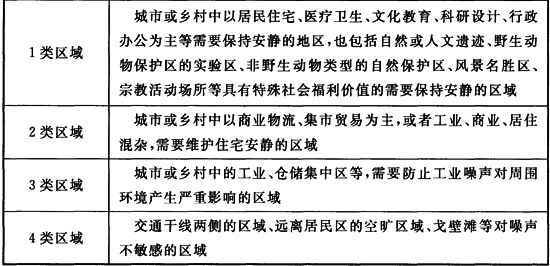 1 类区域
城市或乡村中以居民住宅、医疗卫生、文化教育、科研设计、行政
办公为主等需要保持安静的地区,也包括自然或人文遗迹、野生动
物保护区的实验区、非野生动物类型的自然保护区、风景名胜区、
宗教活动场所等具有特殊社会福利价值的需要保持安静的区域
2 类区域
城市或乡村中以商业物流、集市贸易为主,或者工业、商业、居住
混杂,需要维护住宅安静的区域
3 类区域
城市或乡村中的工业、仓储集中区等,需要防止工业噪声对周围
环境产生严重影响的区域
4 类区域
交通干线两侧的区域、远离居民区的空旷区域、戈壁滩等对噪声
不敏感的区域